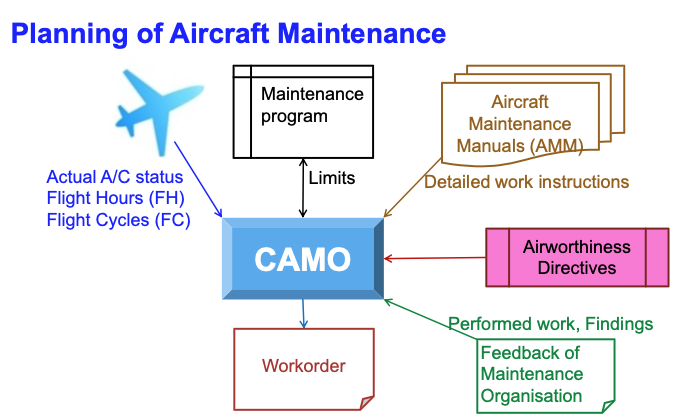 Planning of Aircraft Maintenance
Maintenance
program
Aircraft
Maintenance
Manuals (AMM)
Actual A/C status
Flight Hours (FH)
Flight Cycles (FC)
Limits
Detailed work instructions
CAMO
Airworthiness
Directives
Performed work, Findings
Workorder
Feedback of
Maintenance
Organisation